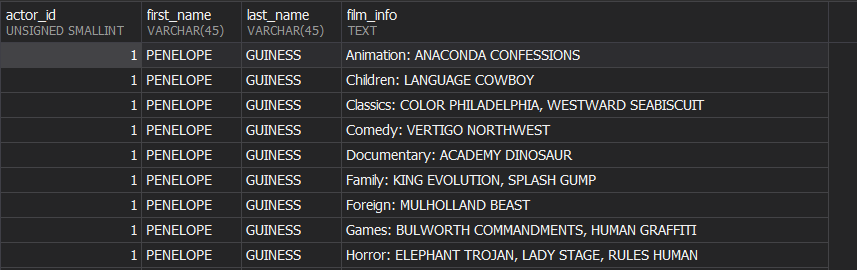 actor_id first_name last_name film_info
UNSIGNED SMALLINT VARCHAR(45) VARCHAR(45) TEXT
1 PENELOPE GUINESS Animation: ANACONDA CONFESSIONS
1 PENELOPE GUINESS Children: LANGUAGE COWBOY
1 PENELOPE GUINESS Classics: COLOR PHILADELPHIA, WESTWARD SEABISCUIT
1 PENELOPE GUINESS Comedy: VERTIGO NORTHWEST
1 PENELOPE GUINESS Documentary: ACADEMY DINOSAUR
1 PENELOPE GUINESS Family: KING EVOLUTION, SPLASH GUMP
1 PENELOPE GUINESS Foreign: MULHOLLAND BEAST
1 PENELOPE GUINESS Games: BULWORTH COMMANDMENTS, HUMAN GRAFFITI
1 PENELOPE GUINESS Horror: ELEPHANT TROJAN, LADY STAGE, RULES HUMAN